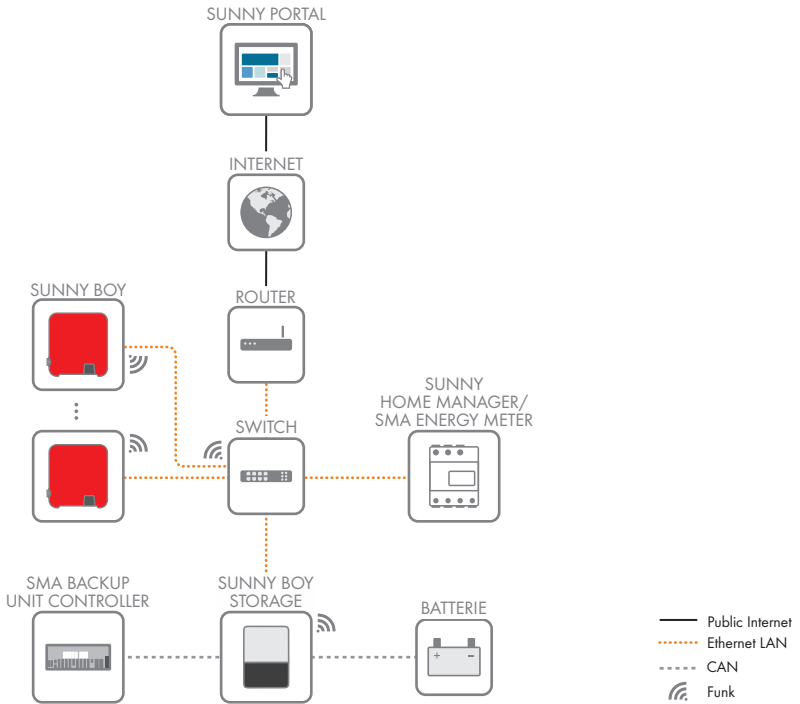 SUNNY PORTAL
INTERNET
SUNNY BOY
ROUTER
SUNNY
HOME MANAGER/
SMA ENERGY METER
SWITCH
SMA BACKUP
UNIT CONTROLLER
SUNNY BOY
STORAGE
BATTERIE
+ −
Public Internet
Ethernet LAN
CAN
Funk